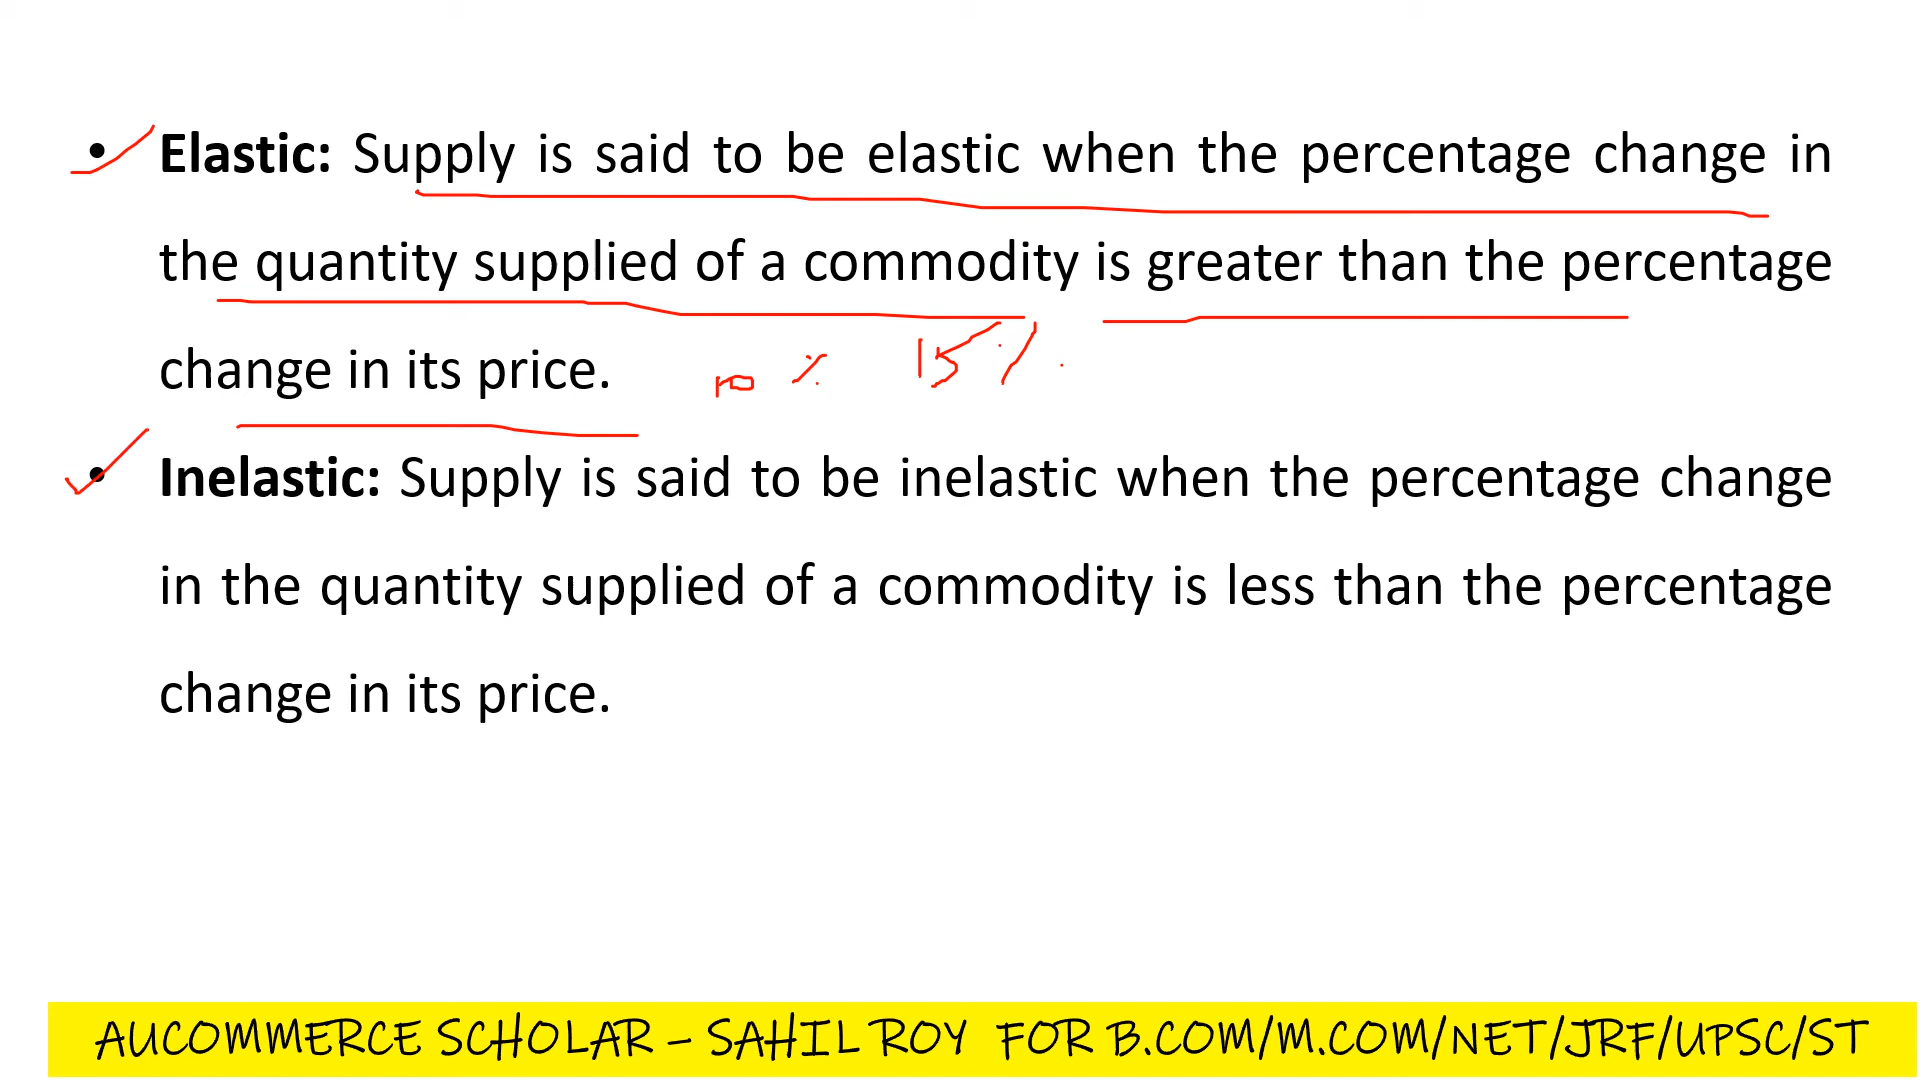 • Elastic: Supply is said to be elastic when the percentage change in
the quantity supplied of a commodity is greater than the percentage
change in its price. 10 % 15 %
• Inelastic: Supply is said to be inelastic when the percentage change
in the quantity supplied of a commodity is less than the percentage
change in its price.
AUCOMMERCE SCHOLAR – SAHIL ROY FOR B.COM/M.COM/NET/JRF/UPSC/ST